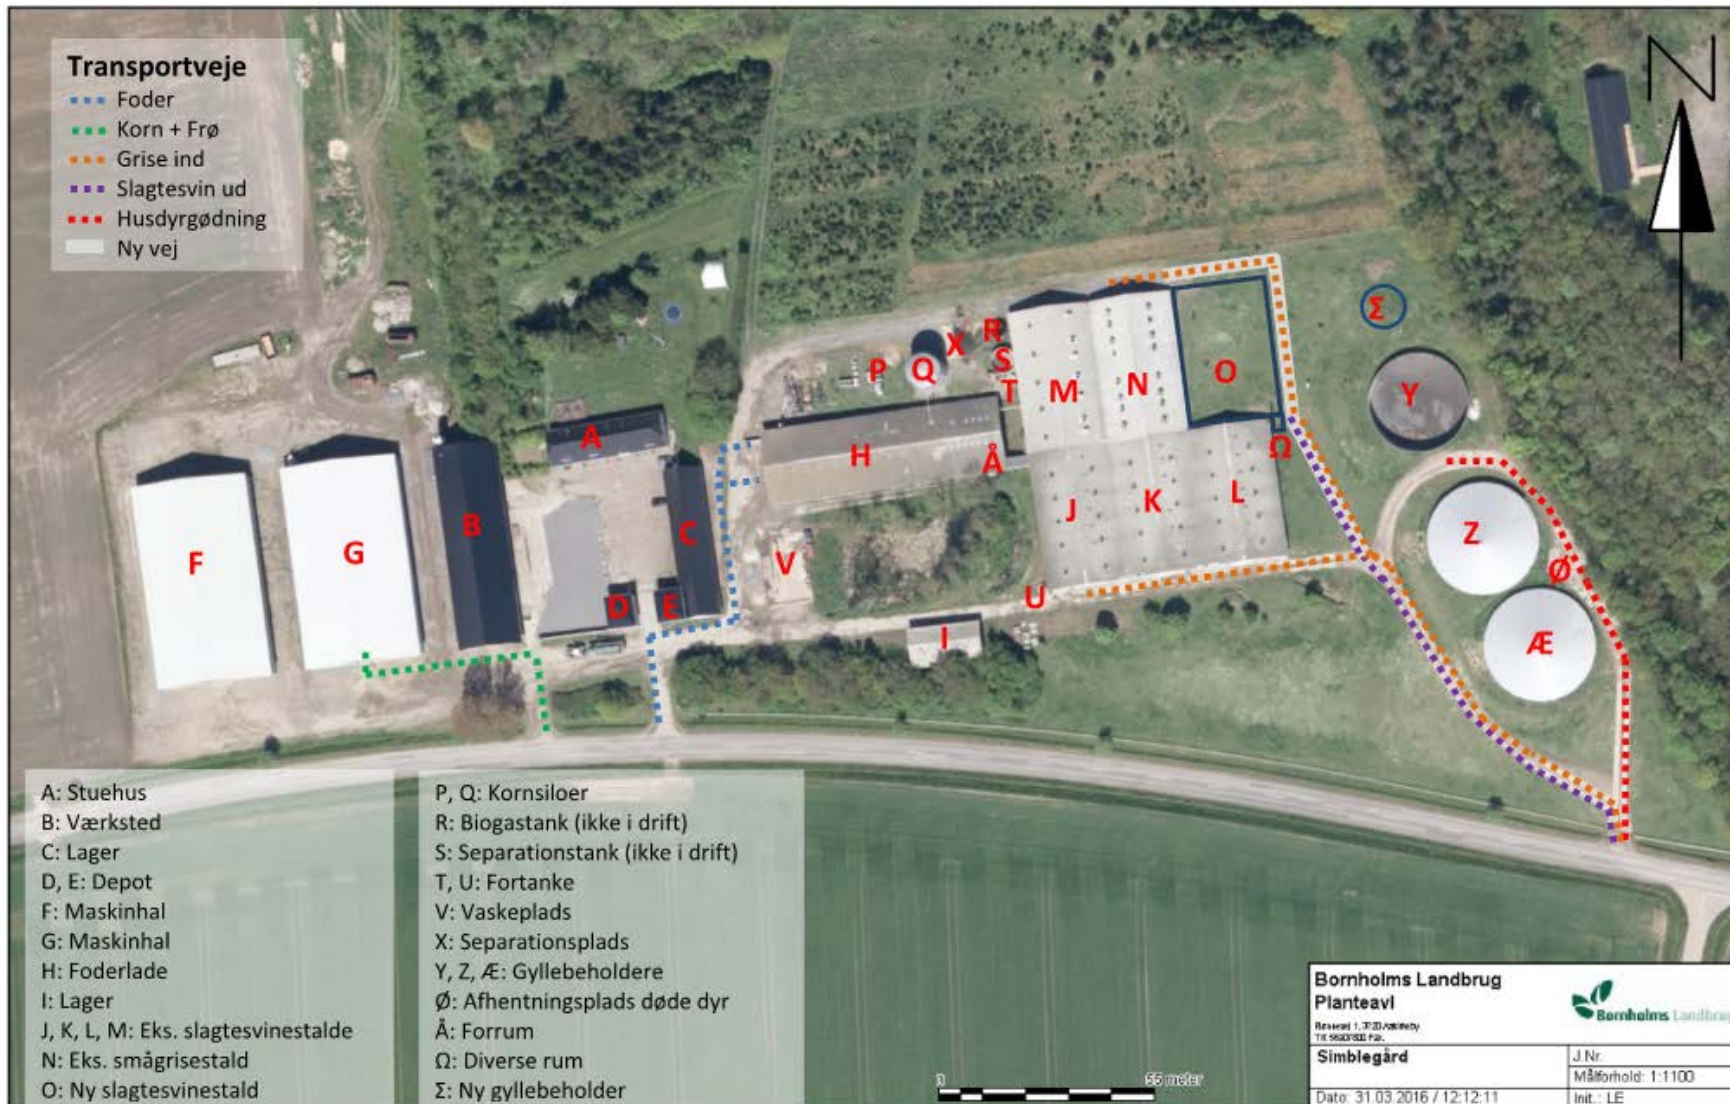 Transportveje
Foder
Korn + Frø
Grise ind
Slagtesvin ud
Husdyrgødning
Ny vej
N
Σ
R
X
S
P
Q
T
M
N
O
Y
A
H
Å
Ω
B
C
J
K
L
Z
F
G
V
Ø
D
E
U
I
Æ
A: Stuehus
B: Værksted
C: Lager
D, E: Depot
F: Maskinhal
G: Maskinhal
H: Foderlade
I: Lager
J, K, L, M: Eks. slagtesvinestalde
N: Eks. smågrisestald
O: Ny slagtesvinestald
P, Q: Kornsiloer
R: Biogastank (ikke i drift)
S: Separationstank (ikke i drift)
T, U: Fortanke
V: Vaskeplads
X: Separationsplads
Y, Z, Æ: Gyllebeholdere
Ø: Afhentningsplads døde dyr
Å: Forrum
Ω: Diverse rum
Σ: Ny gyllebeholder
55 meter
Bornholms Landbrug
Planteavl
Bornholms Landbrug
Simblegård
J.Nr.
Målforhold: 1:1100
Dato: 31.03.2016 / 12:12:11
Init.: LE